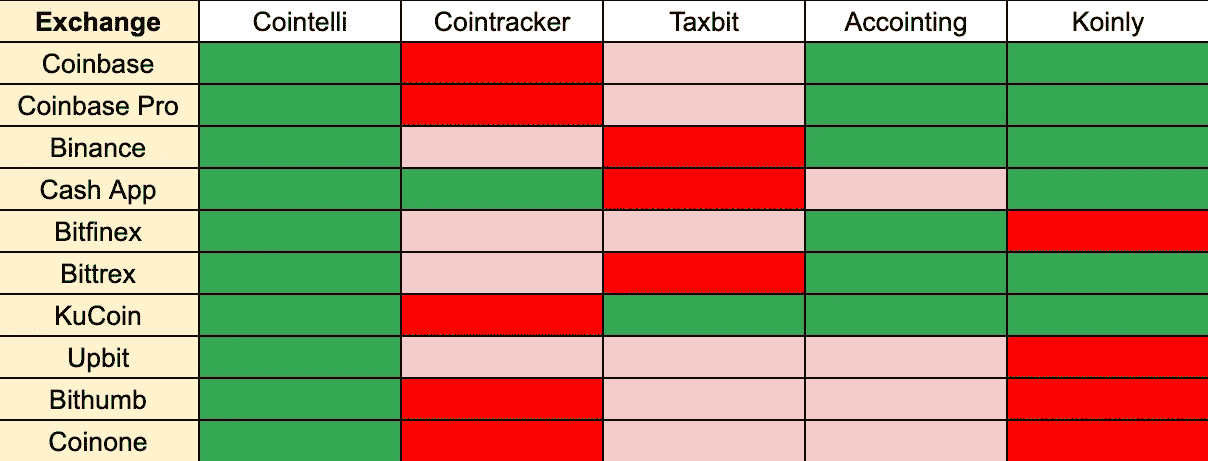 Exchange Cointelli Cointracker Taxbit Accointing Koinly
Coinbase
Coinbase Pro
Binance
Cash App
Bitfinex
Bittrex
KuCoin
Upbit
Bithumb
Coinone